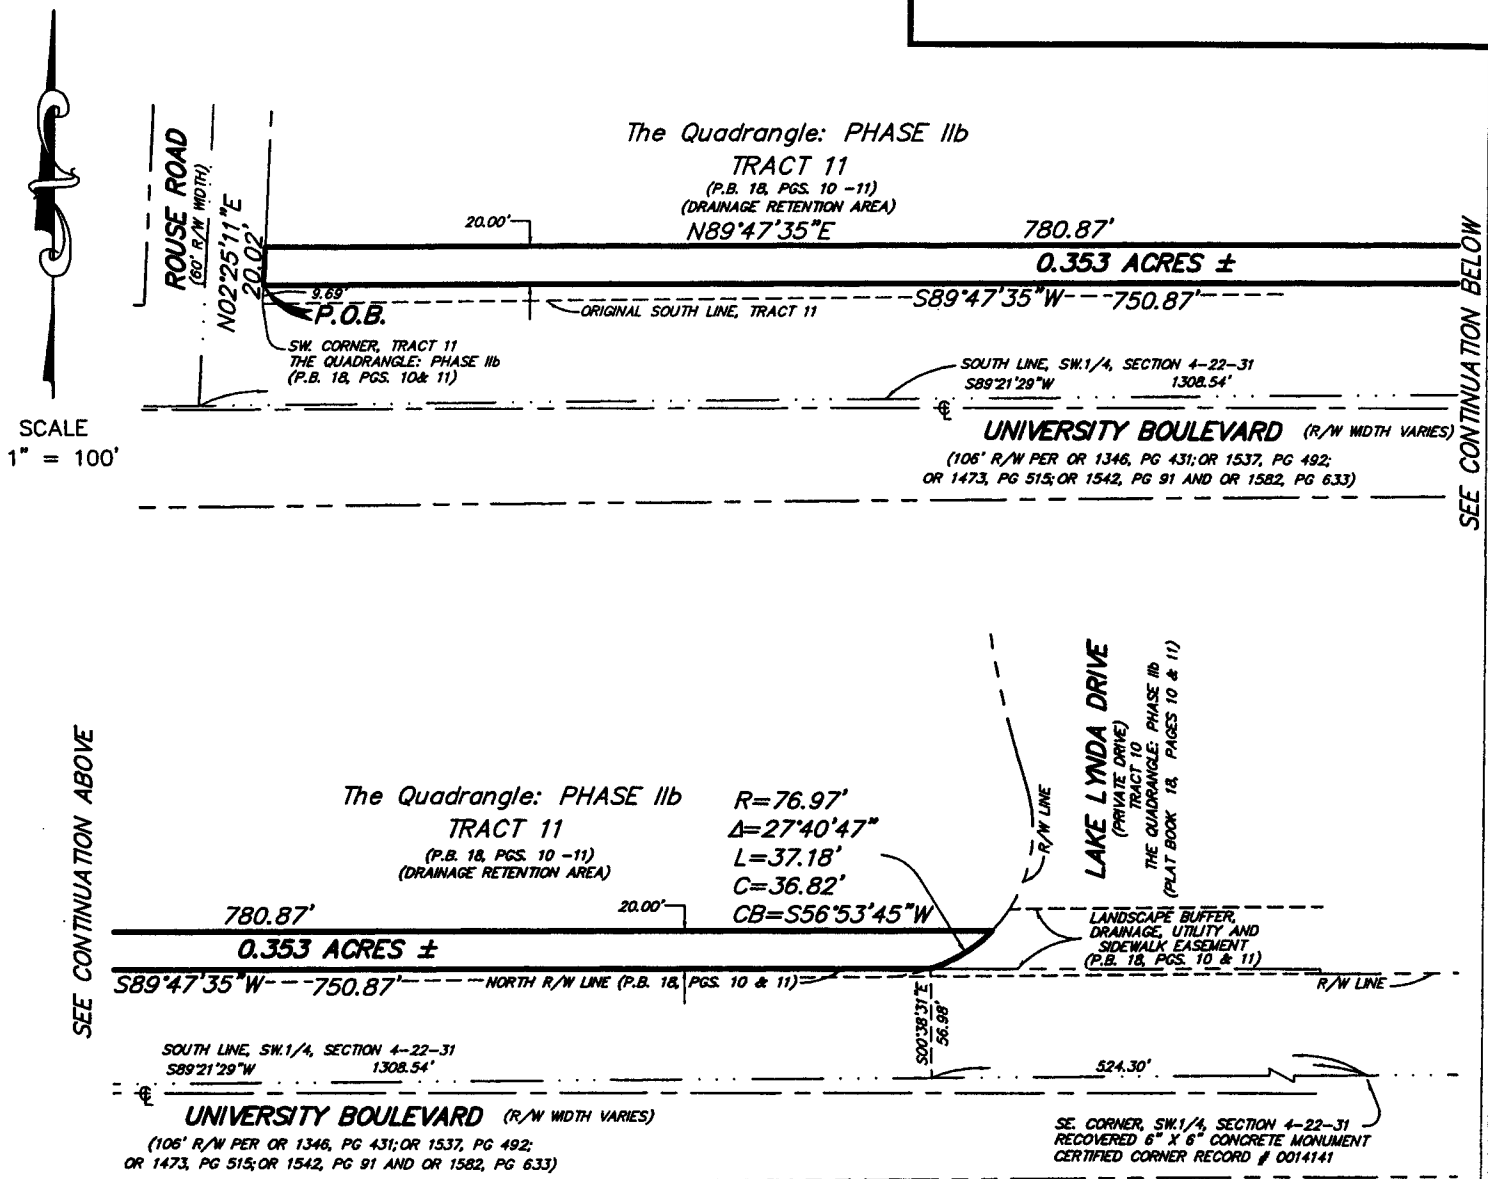 The Quadrangle: PHASE IIb
TRACT 11
(P.B. 18, PGS. 10 -11)
(DRAINAGE RETENTION AREA)
ROUSE ROAD
(60' R/W WIDTH)
N02°25'11"E
20.02'
20.00'
N89°47'35"E
780.87'
0.353 ACRES ±
9.69'
S89°47'35"W
750.87'
P.O.B.
ORIGINAL SOUTH LINE, TRACT 11
SW. CORNER, TRACT 11
THE QUADRANGLE: PHASE IIb
(P.B. 18, PGS. 10& 11)
SOUTH LINE, SW.1/4, SECTION 4-22-31
S89°21'29"W 1308.54'
SCALE
1" = 100'
UNIVERSITY BOULEVARD (R/W WIDTH VARIES)
(106' R/W PER OR 1346, PG 431;OR 1537, PG 492;
OR 1473, PG 515;OR 1542, PG 91 AND OR 1582, PG 633)
SEE CONTINUATION BELOW
SEE CONTINUATION ABOVE
The Quadrangle: PHASE IIb
TRACT 11
(P.B. 18, PGS. 10 -11)
(DRAINAGE RETENTION AREA)
R=76.97'
Δ=27°40'47"
L=37.18'
C=36.82'
CB=S56°53'45"W
R/W LINE
LAKE LYNDA DRIVE
(PRIVATE DRIVE)
TRACT 10
THE QUADRANGLE: PHASE IIb
(PLAT BOOK 18, PAGES 10 & 11)
780.87'
20.00'
0.353 ACRES ±
LANDSCAPE BUFFER,
DRAINAGE, UTILITY AND
SIDEWALK EASEMENT
(P.B. 18, PGS. 10 & 11)
S89°47'35"W
750.87'
NORTH R/W LINE (P.B. 18, PGS. 10 & 11)
R/W LINE
S00°38'31"E
56.98'
SOUTH LINE, SW.1/4, SECTION 4-22-31
S89°21'29"W 1308.54'
524.30'
UNIVERSITY BOULEVARD (R/W WIDTH VARIES)
(106' R/W PER OR 1346, PG 431;OR 1537, PG 492;
OR 1473, PG 515;OR 1542, PG 91 AND OR 1582, PG 633)
SE. CORNER, SW.1/4, SECTION 4-22-31
RECOVERED 6" X 6" CONCRETE MONUMENT
CERTIFIED CORNER RECORD # 0014141